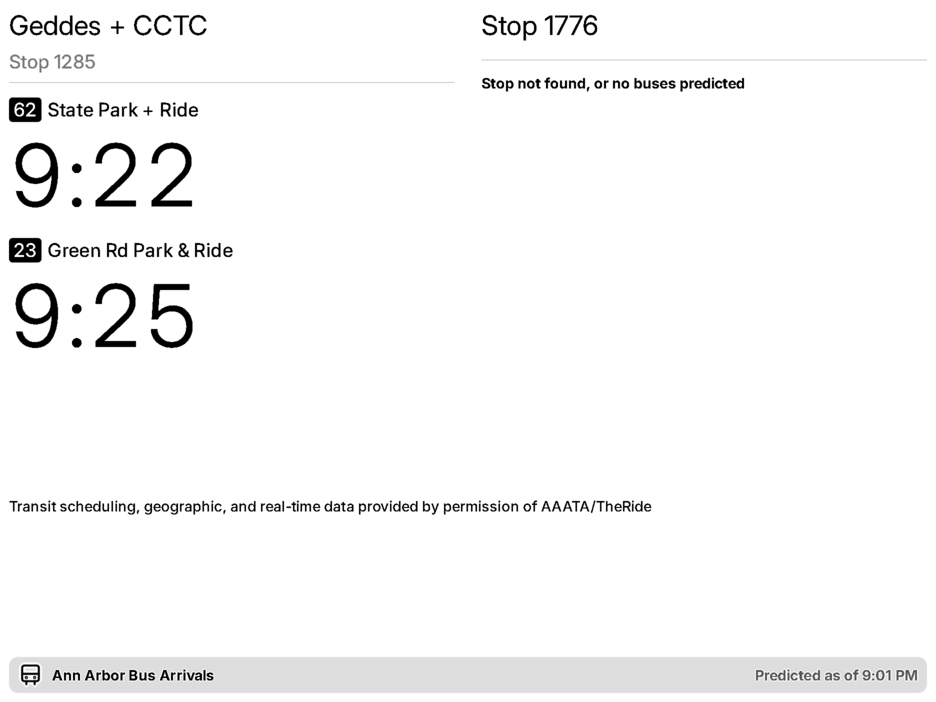 Geddes + CCTC
Stop 1285
62 State Park + Ride
9:22
23 Green Rd Park & Ride
9:25
Stop 1776
Stop not found, or no buses predicted
Transit scheduling, geographic, and real-time data provided by permission of AAATA/TheRide
Ann Arbor Bus Arrivals
Predicted as of 9:01 PM